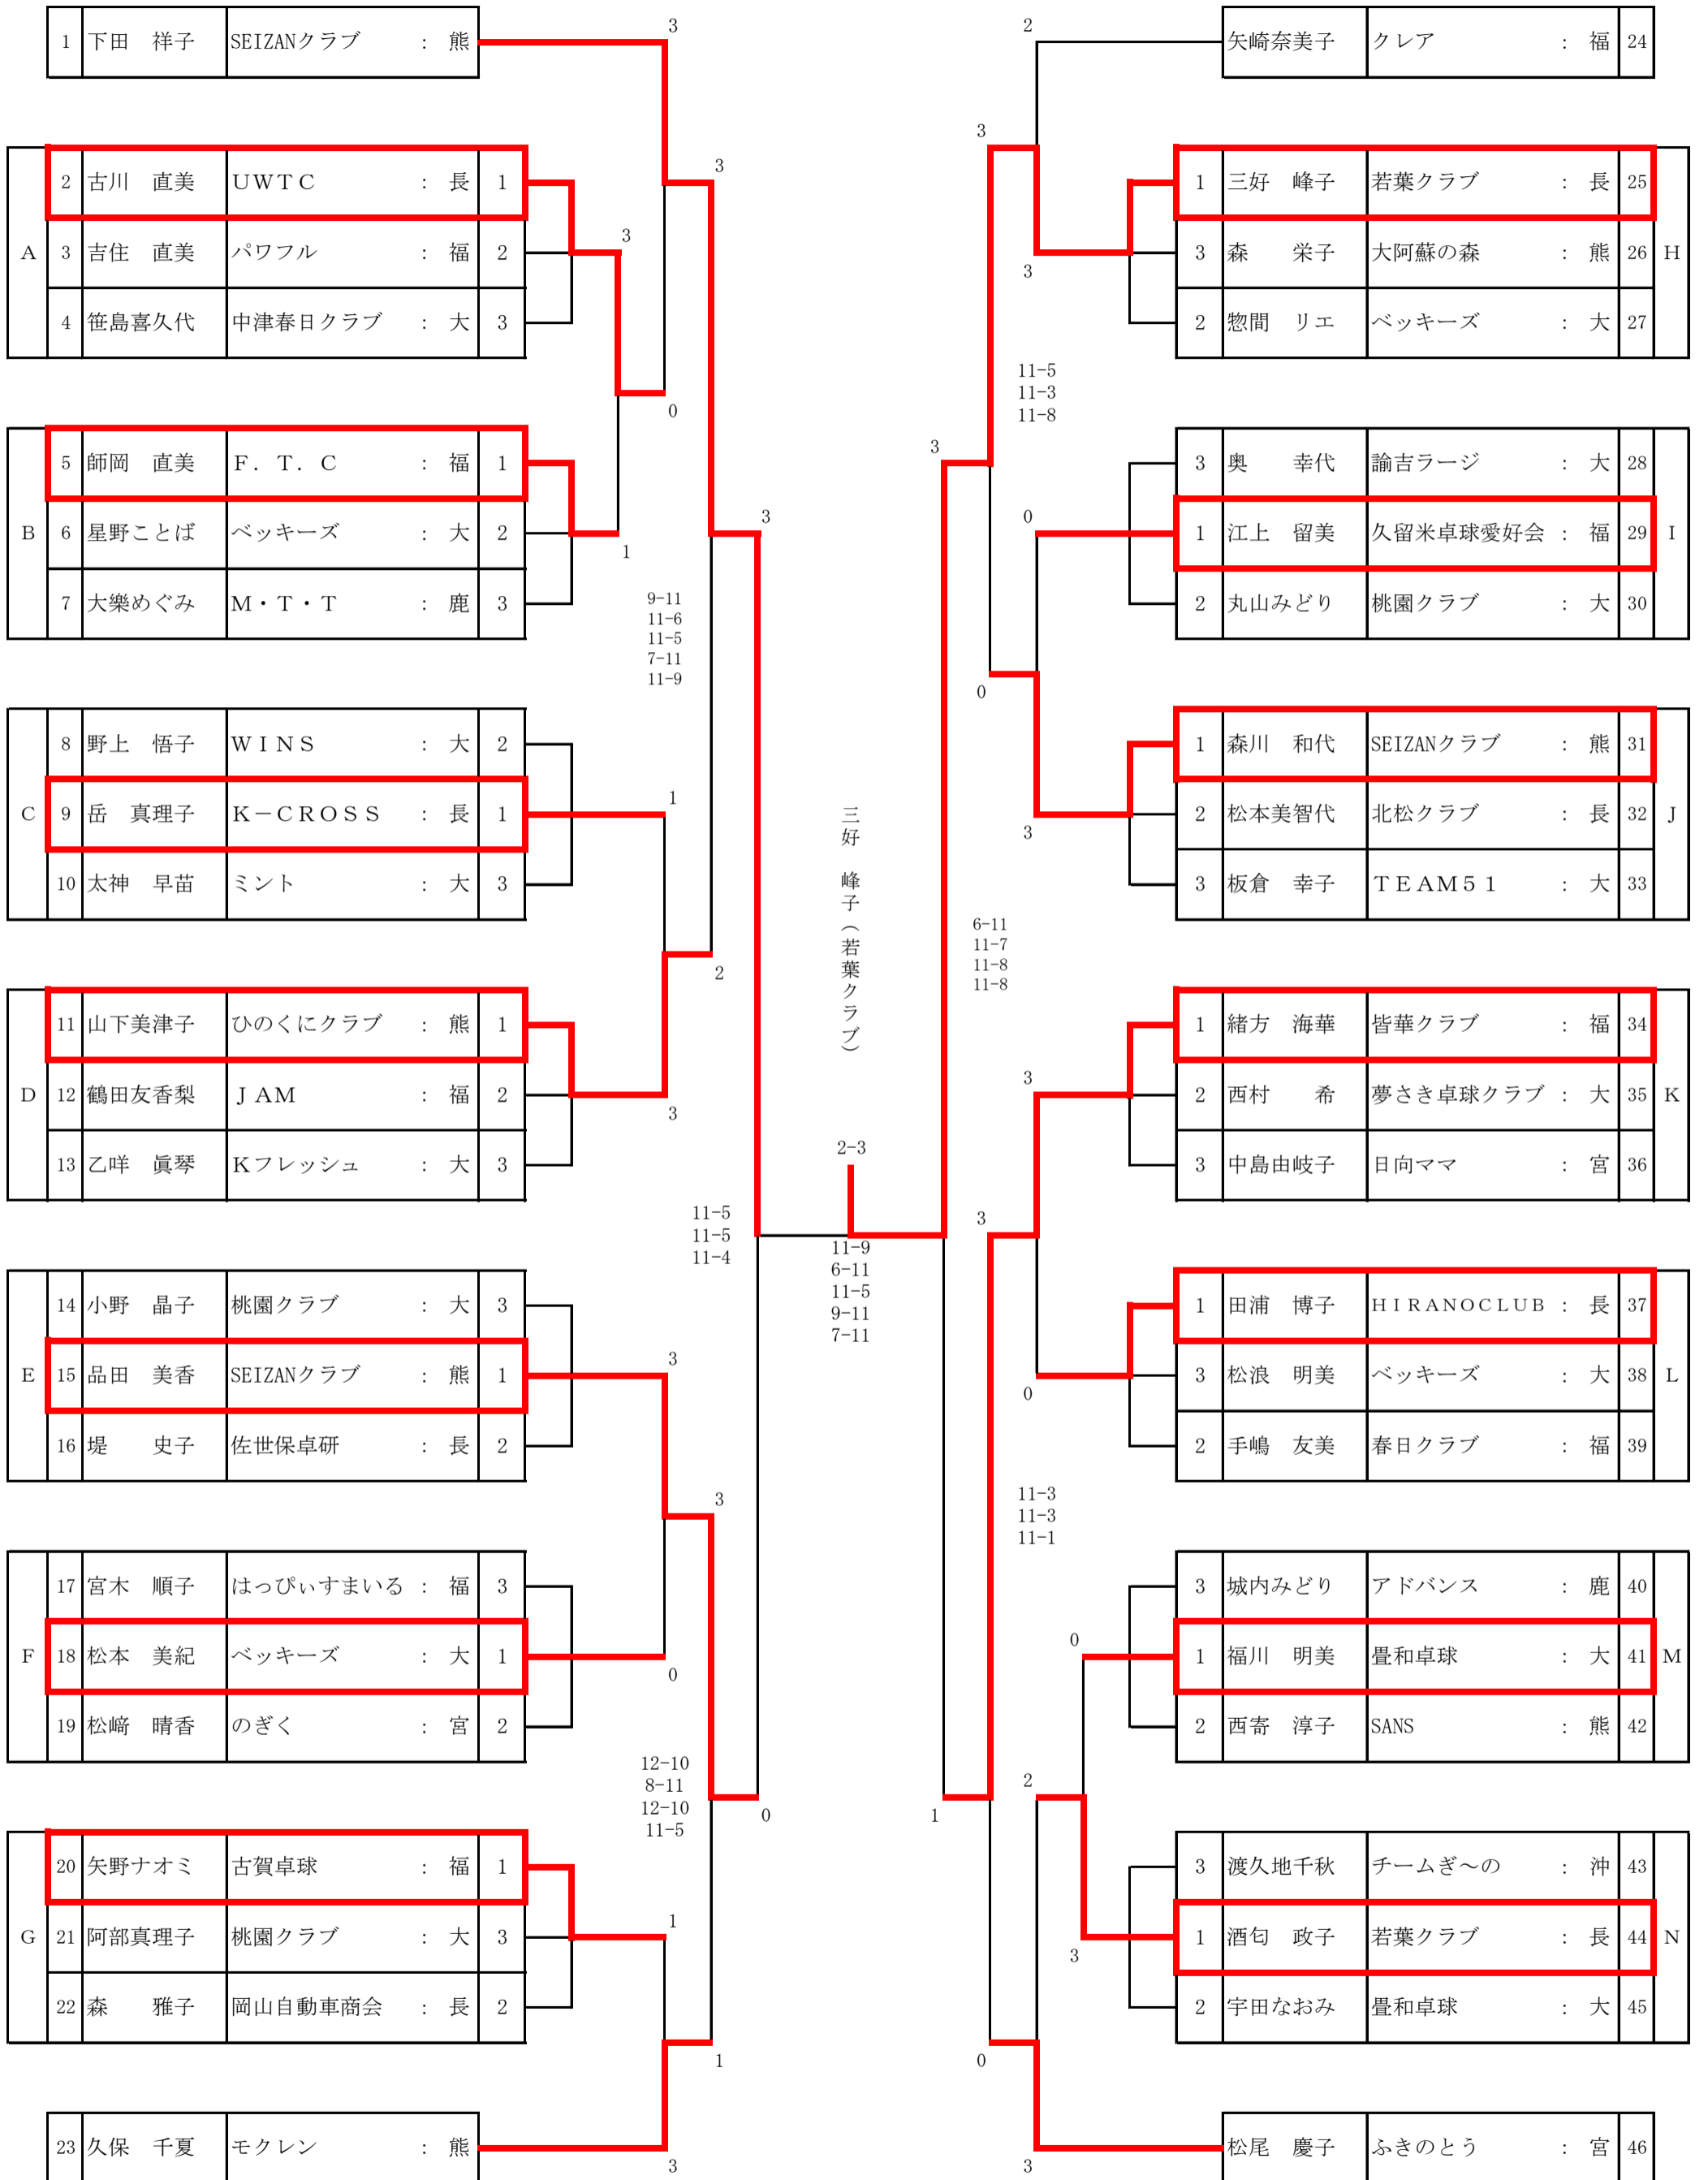 3
1 下田　祥子 SEIZANクラブ : 熊
3
A
2 古川　直美 ＵＷＴＣ : 長 1
3 吉住　直美 パワフル : 福 2
3
4 笹島喜久代 中津春日クラブ : 大 3
0
B
5 師岡　直美 Ｆ．Ｔ．Ｃ : 福 1
6 星野ことば ベッキーズ : 大 2
3
1
7 大樂めぐみ Ｍ・Ｔ・Ｔ : 鹿 3
9-11
11-6
11-5
7-11
11-9
C
8 野上　悟子 ＷＩＮＳ : 大 2
9 岳　真理子 Ｋ－ＣＲＯＳＳ : 長 1
1
10 太神　早苗 ミント : 大 3
2
D
11 山下美津子 ひのくにクラブ : 熊 1
12 鶴田友香梨 ＪＡＭ : 福 2
3
13 乙咩　眞琴 Ｋフレッシュ : 大 3
11-5
11-5
11-4
E
14 小野　晶子 桃園クラブ : 大 3
15 品田　美香 SEIZANクラブ : 熊 1
3
16 堤　　史子 佐世保卓研 : 長 2
3
F
17 宮木　順子 はっぴぃすまいる : 福 3
18 松本　美紀 ベッキーズ : 大 1
0
19 松﨑　晴香 のぎく : 宮 2
12-10
8-11
12-10
11-5
0
G
20 矢野ナオミ 古賀卓球 : 福 1
21 阿部真理子 桃園クラブ : 大 3
1
22 森　　雅子 岡山自動車商会 : 長 2
1
23 久保　千夏 モクレン : 熊
3
三好　峰子（若葉クラブ）
2-3
11-9
6-11
11-5
9-11
7-11
2
矢崎奈美子 クレア : 福 24
3
H
1 三好　峰子 若葉クラブ : 長 25
3 森　　栄子 大阿蘇の森 : 熊 26
3
2 惣間　リエ ベッキーズ : 大 27
11-5
11-3
11-8
3
I
3 奥　　幸代 諭吉ラージ : 大 28
0
1 江上　留美 久留米卓球愛好会 : 福 29
2 丸山みどり 桃園クラブ : 大 30
0
J
1 森川　和代 SEIZANクラブ : 熊 31
2 松本美智代 北松クラブ : 長 32
3
3 板倉　幸子 ＴＥＡＭ５１ : 大 33
6-11
11-7
11-8
11-8
K
1 緒方　海華 皆華クラブ : 福 34
3
2 西村　　希 夢さき卓球クラブ : 大 35
3 中島由岐子 日向ママ : 宮 36
3
L
1 田浦　博子 ＨＩＲＡＮＯＣＬＵＢ : 長 37
3 松浪　明美 ベッキーズ : 大 38
0
2 手嶋　友美 春日クラブ : 福 39
11-3
11-3
11-1
M
3 城内みどり アドバンス : 鹿 40
0
1 福川　明美 畳和卓球 : 大 41
2 西寄　淳子 SANS : 熊 42
2
1
N
3 渡久地千秋 チームぎ～の : 沖 43
1 酒匂　政子 若葉クラブ : 長 44
3
2 宇田なおみ 畳和卓球 : 大 45
0
松尾　慶子 ふきのとう : 宮 46
3